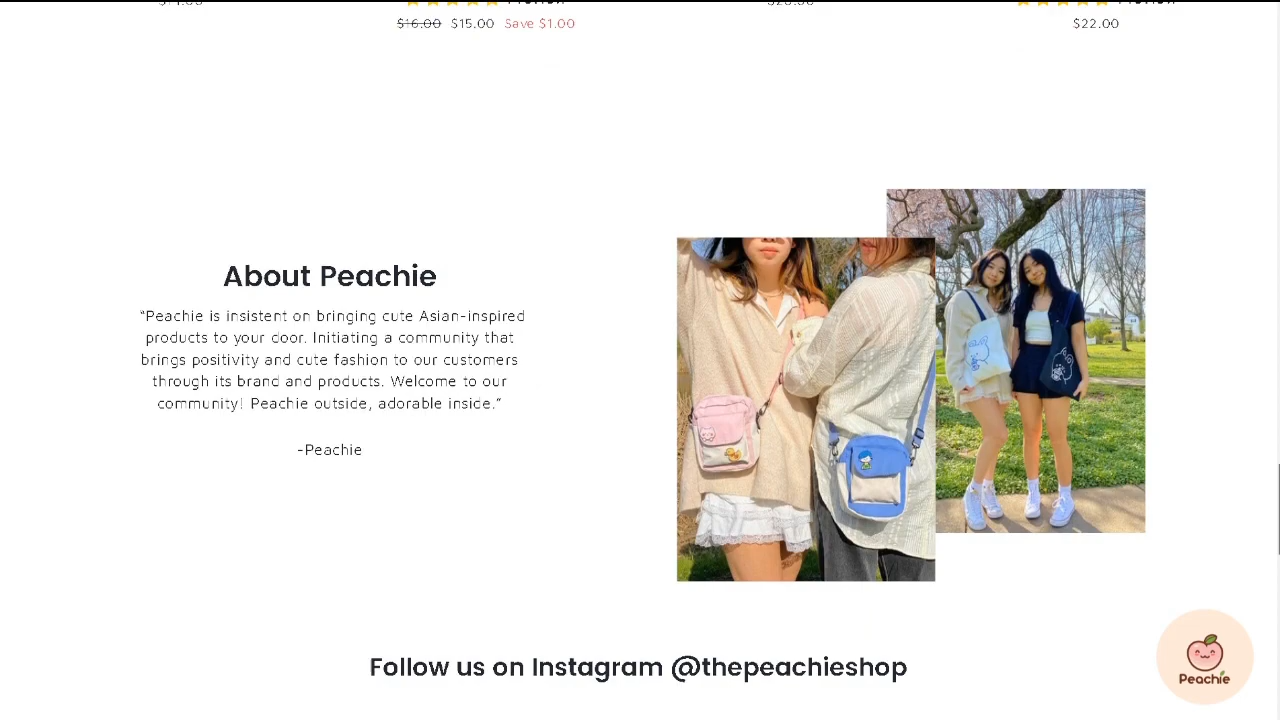 $16.00 $15.00 Save $1.00
$22.00
About Peachie
“Peachie is insistent on bringing cute Asian-inspired
products to your door. Initiating a community that
brings positivity and cute fashion to our customers
through its brand and products. Welcome to our
community! Peachie outside, adorable inside.”
-Peachie
Follow us on Instagram @thepeachieshop
Peachie